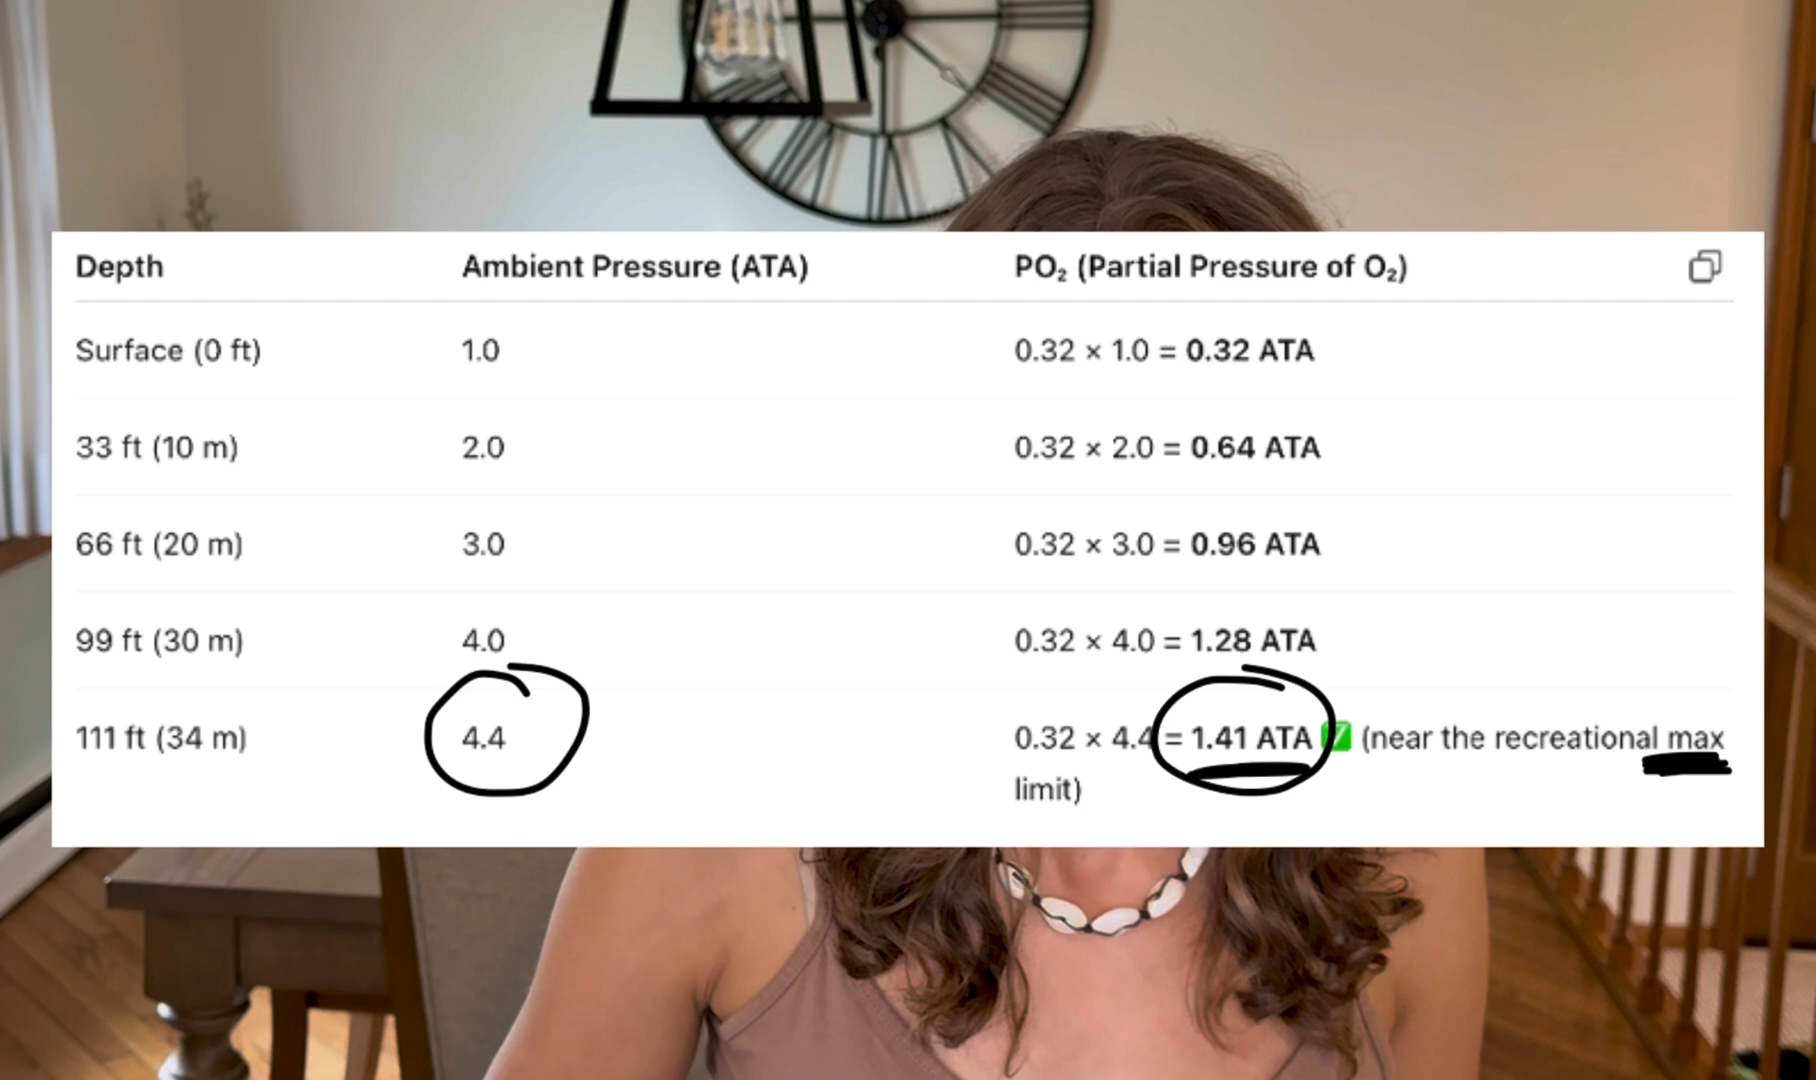 Depth Ambient Pressure (ATA) PO₂ (Partial Pressure of O₂)
Surface (0 ft) 1.0 0.32 × 1.0 = 0.32 ATA
33 ft (10 m) 2.0 0.32 × 2.0 = 0.64 ATA
66 ft (20 m) 3.0 0.32 × 3.0 = 0.96 ATA
99 ft (30 m) 4.0 0.32 × 4.0 = 1.28 ATA
111 ft (34 m) 4.4 0.32 × 4.4 = 1.41 ATA ✅ (near the recreational max
limit)